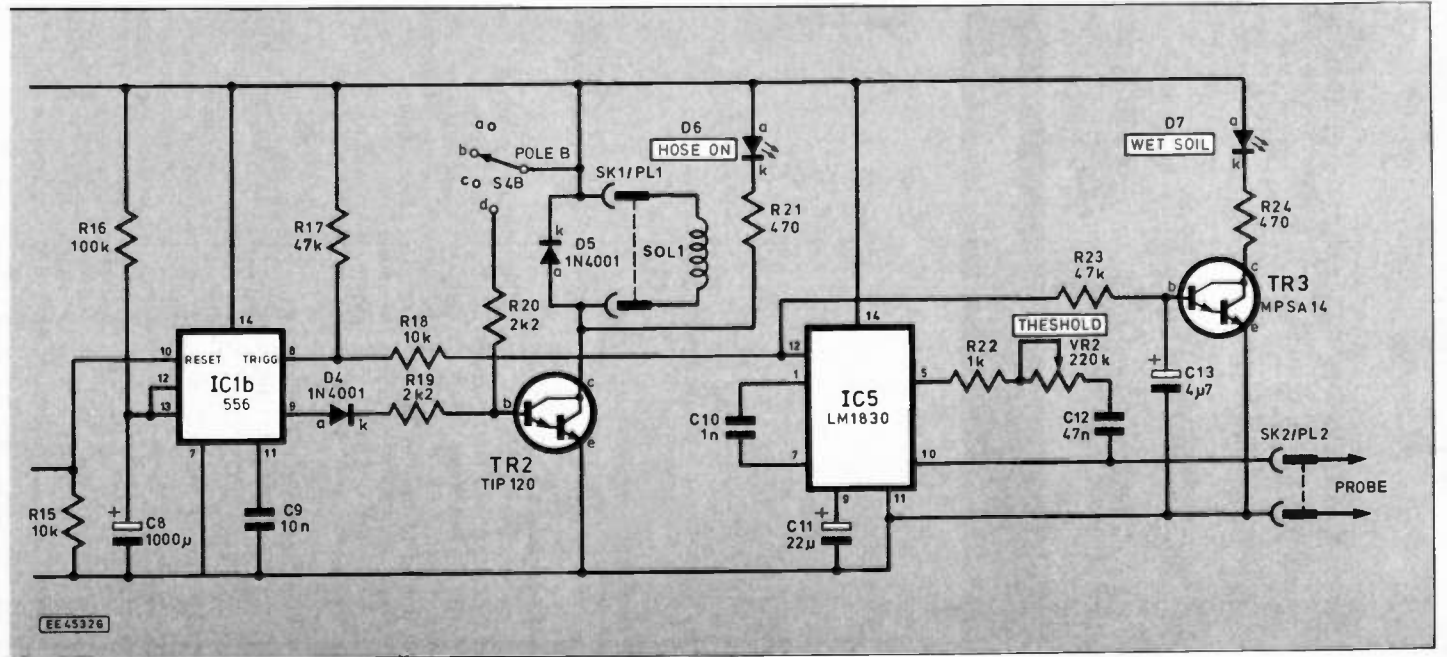 D6
HOSE ON
a
k
D7
WET SOIL
a
k
a
b
c
d
POLE B
S4B
SK1/PL1
R16
100k
R17
47k
D5
1N4001
k
a
SOL1
R21
470
R24
470
R20
2k2
R23
47k
TR3
MPSA 14
b
c
e
14
10
RESET
TRIGG
8
12
13
IC1b
556
9
7
11
R18
10k
D4
1N4001
a
k
R19
2k2
b
c
e
TR2
TIP 120
THESHOLD
VR2
220k
R22
1k
14
12
1
5
IC5
LM1830
7
10
9
11
C10
1n
C12
47n
C13
4µ7
+
SK2/PL2
PROBE
R15
10k
C8
1000µ
+
C9
10n
C11
22µ
+
EE45326